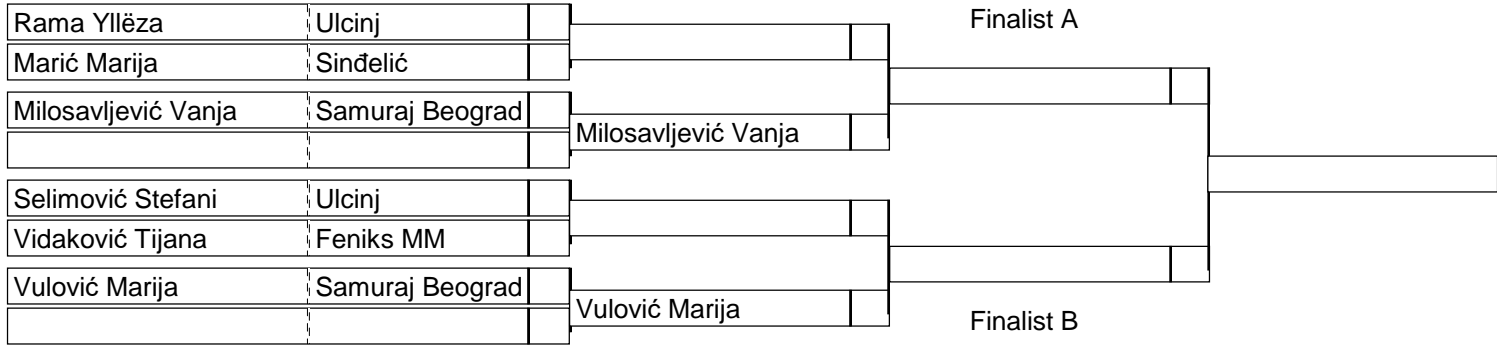 Rama Yllëza Ulcinj
Finalist A
Marić Marija Sinđelić
Milosavljević Vanja Samuraj Beograd
Milosavljević Vanja
Selimović Stefani Ulcinj
Vidaković Tijana Feniks MM
Vulović Marija Samuraj Beograd
Vulović Marija
Finalist B